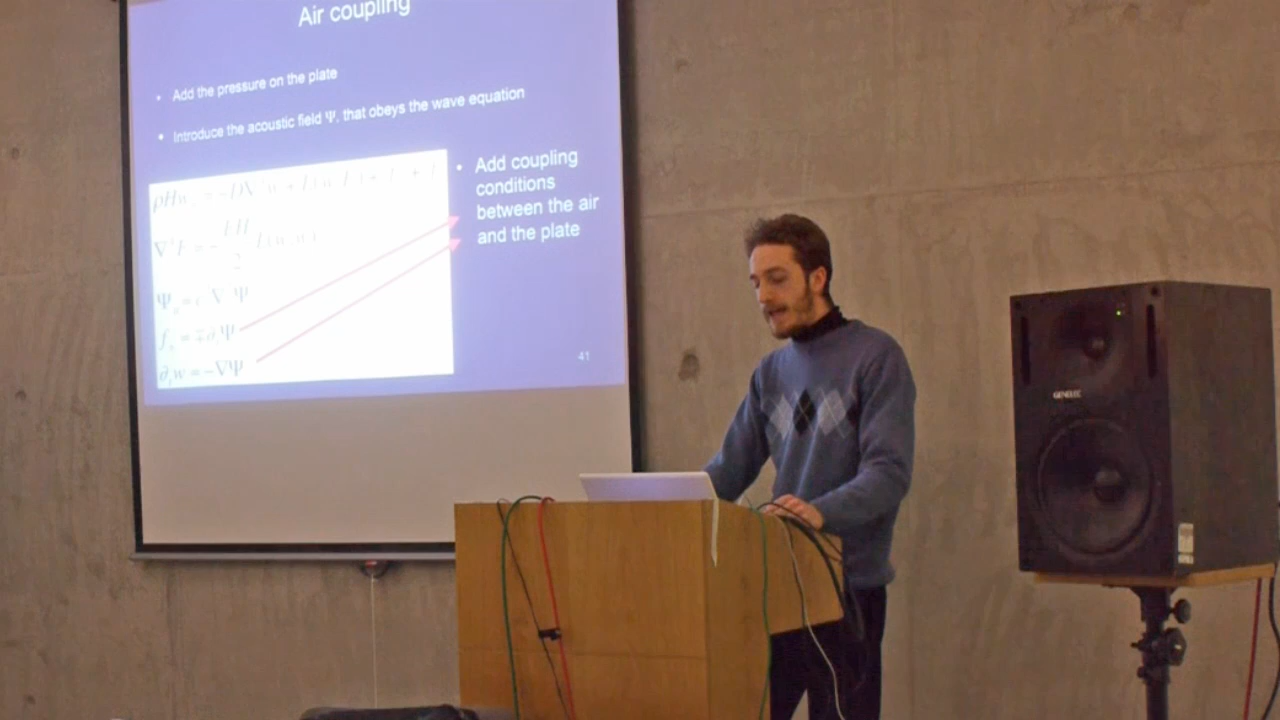 Air coupling
• Add the pressure on the plate
• Introduce the acoustic field Ψ, that obeys the wave equation
• Add coupling
conditions
between the air
and the plate
∂ₜw = −∇Ψ
41
GENELEC